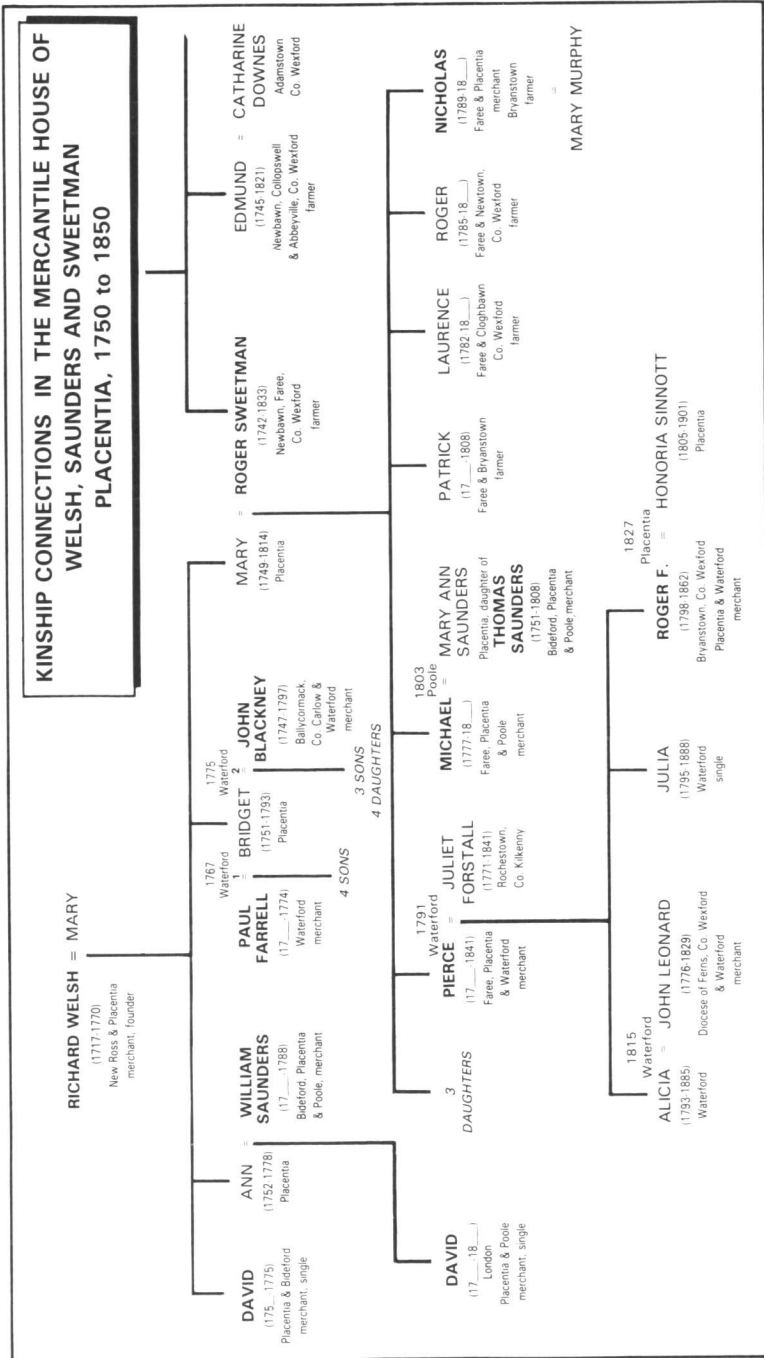 KINSHIP CONNECTIONS IN THE MERCANTILE HOUSE OF
WELSH, SAUNDERS AND SWEETMAN
PLACENTIA, 1750 to 1850
RICHARD WELSH = MARY
(1717-1770)
New Ross & Placentia
merchant, founder
DAVID
(175_-1775)
Placentia & Bideford
merchant, single
ANN
(1752-1778)
Placentia
=
WILLIAM
SAUNDERS
(17__-1788)
Bideford, Placentia
& Poole, merchant
PAUL
FARRELL
(17__-1774)
Waterford
merchant
1767
Waterford
1
=
4 SONS
BRIDGET
(1751-1793)
Placentia
1775
Waterford
2
=
3 SONS
4 DAUGHTERS
JOHN
BLACKNEY
(1747-1797)
Ballycormack,
Co. Carlow &
Waterford
merchant
MARY
(1749-1814)
Placentia
=
ROGER SWEETMAN
(1742-1833)
Newbawn, Faree,
Co. Wexford
farmer
EDMUND
(1745-1821)
Newbawn, Collopswell
& Abbeyville, Co. Wexford
farmer
=
CATHARINE
DOWNES
Adamstown
Co. Wexford
DAVID
(17__-18__)
London
Placentia & Poole
merchant, single
3
DAUGHTERS
1791
Waterford
PIERCE
(17__-1841)
Faree, Placentia
& Waterford
merchant
=
JULIET
FORSTALL
(1771-1841)
Rochestown,
Co. Kilkenny
1803
Poole
MICHAEL
(1777-18__)
Faree, Placentia
& Poole
merchant
=
MARY ANN
SAUNDERS
Placentia, daughter of
THOMAS
SAUNDERS
(1751-1808)
Bideford, Placentia
& Poole, merchant
PATRICK
(17__-1808)
Faree & Bryanstown
farmer
LAURENCE
(1782-18__)
Faree & Cloghbawn
Co. Wexford
farmer
ROGER
(1785-18__)
Faree & Newtown,
Co. Wexford
farmer
NICHOLAS
(1789-18__)
Faree & Placentia
merchant
Bryanstown
farmer
=
MARY MURPHY
1815
Waterford
ALICIA
(1793-1885)
Waterford
=
JOHN LEONARD
(1776-1829)
Diocese of Ferns, Co. Wexford
& Waterford
merchant
JULIA
(1795-1888)
Waterford
single
1827
Placentia
ROGER F.
(1798-1862)
Bryanstown, Co. Wexford
Placentia & Waterford
merchant
=
HONORIA SINNOTT
(1805-1901)
Placentia